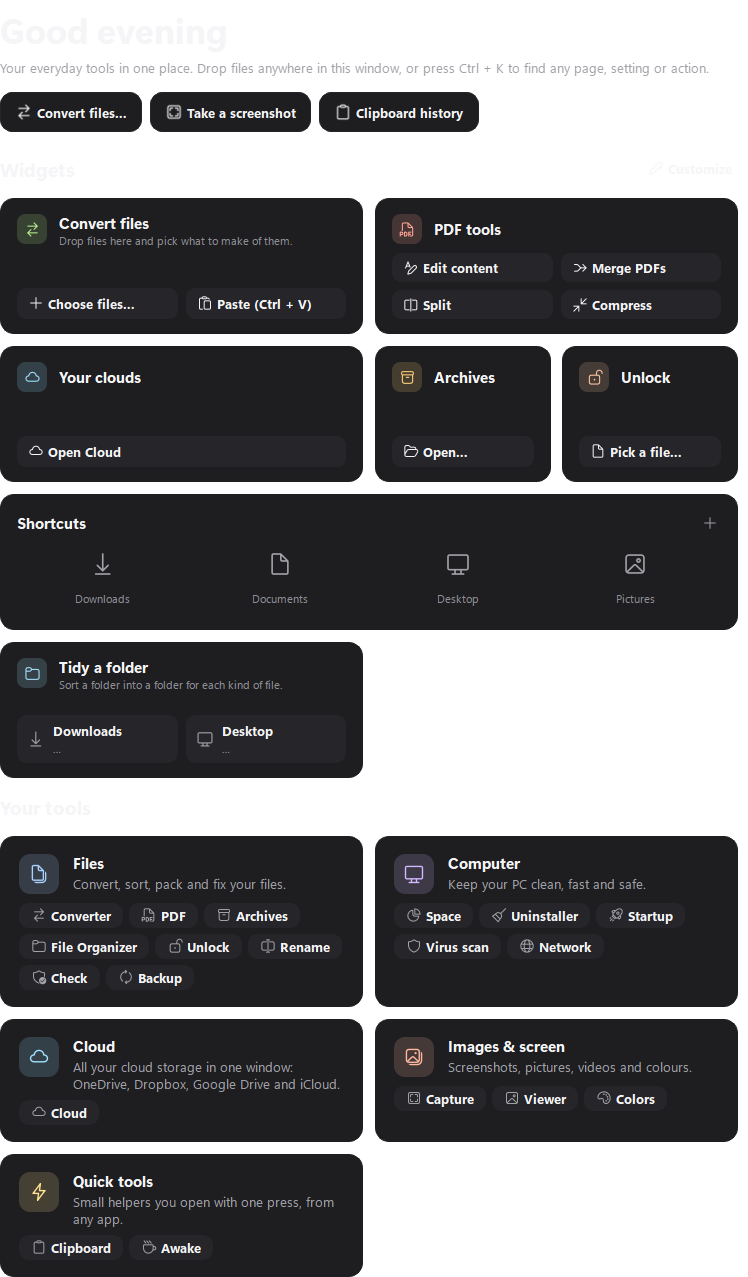 Good evening
Your everyday tools in one place. Drop files anywhere in this window, or press Ctrl + K to find any page, setting or action.
Convert files...
Take a screenshot
Clipboard history
Widgets
Customize
Convert files
Drop files here and pick what to make of them.
Choose files...
Paste (Ctrl + V)
PDF tools
Edit content
Merge PDFs
Split
Compress
Your clouds
Open Cloud
Archives
Open...
Unlock
Pick a file...
Shortcuts
Downloads
Documents
Desktop
Pictures
Tidy a folder
Sort a folder into a folder for each kind of file.
Downloads
...
Desktop
...
Your tools
Files
Convert, sort, pack and fix your files.
Converter
PDF
Archives
File Organizer
Unlock
Rename
Check
Backup
Computer
Keep your PC clean, fast and safe.
Space
Uninstaller
Startup
Virus scan
Network
Cloud
All your cloud storage in one window:
OneDrive, Dropbox, Google Drive and iCloud.
Cloud
Images & screen
Screenshots, pictures, videos and colours.
Capture
Viewer
Colors
Quick tools
Small helpers you open with one press, from
any app.
Clipboard
Awake